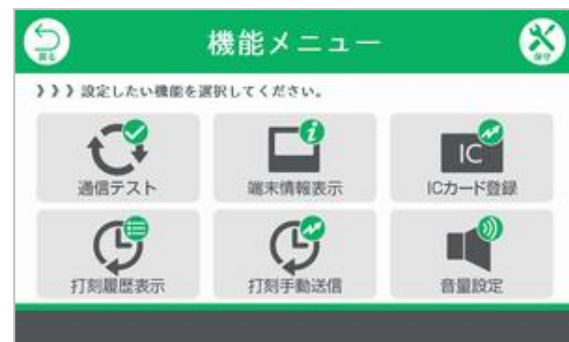 機能メニュー
戻る
保守
》》》設定したい機能を選択してください。
通信テスト
端末情報表示
IC
ICカード登録
打刻履歴表示
打刻手動送信
音量設定